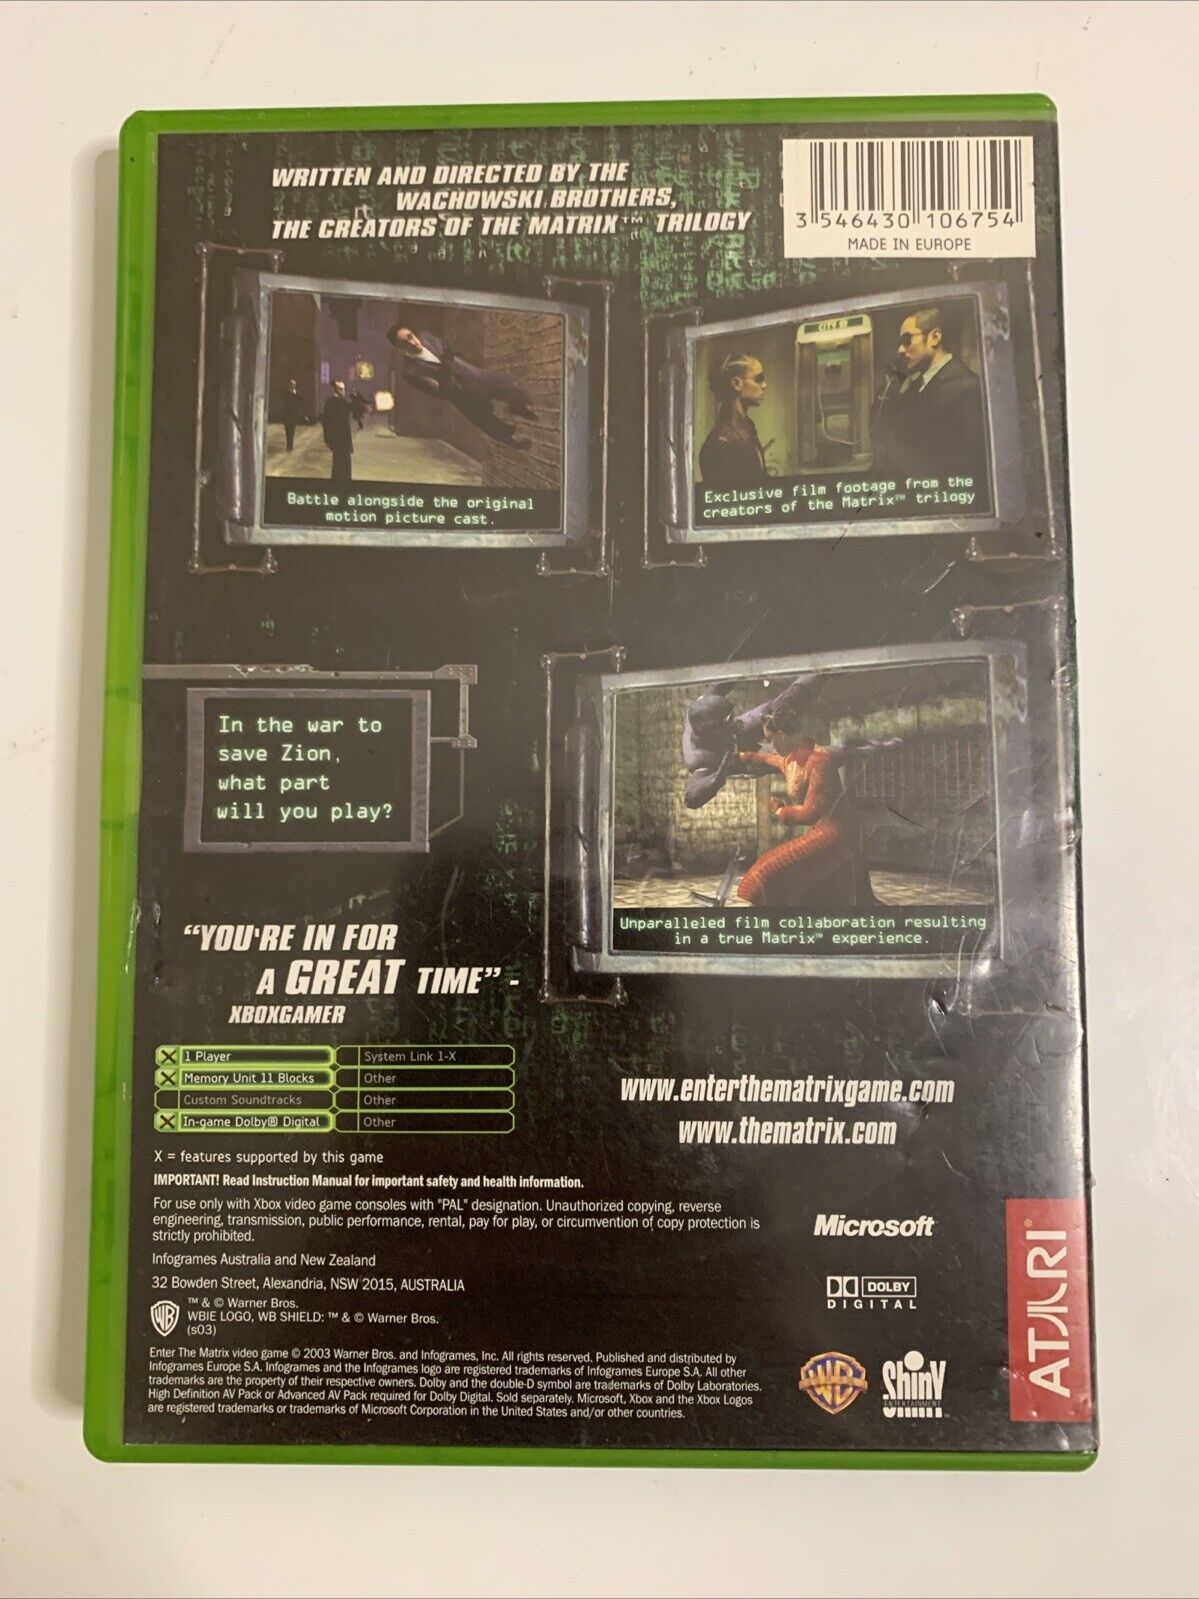 WRITTEN AND DIRECTED BY THE
WACHOWSKI BROTHERS,
THE CREATORS OF THE MATRIX™ TRILOGY
3 546430 106754
MADE IN EUROPE
Battle alongside the original
motion picture cast.
CITY
Exclusive film footage from the
creators of the Matrix™ trilogy
In the war to
save Zion,
what part
will you play?
Unparalleled film collaboration resulting
in a true Matrix™ experience.
"YOU'RE IN FOR
A GREAT TIME" -
XBOXGAMER
X 1 Player
System Link 1-X
X Memory Unit 11 Blocks
Other
Custom Soundtracks
Other
X In-game Dolby® Digital
Other
X = features supported by this game
www.enterthematrixgame.com
www.thematrix.com
IMPORTANT! Read Instruction Manual for important safety and health information.
For use only with Xbox video game consoles with "PAL" designation. Unauthorized copying, reverse
engineering, transmission, public performance, rental, pay for play, or circumvention of copy protection is
strictly prohibited.
Infogrames Australia and New Zealand
32 Bowden Street, Alexandria, NSW 2015, AUSTRALIA
WB
™ & © Warner Bros.
WBIE LOGO, WB SHIELD: ™ & © Warner Bros.
(s03)
Enter The Matrix video game © 2003 Warner Bros. and Infogrames, Inc. All rights reserved. Published and distributed by
Infogrames Europe S.A. Infogrames and the Infogrames logo are registered trademarks of Infogrames Europe S.A. All other
trademarks are the property of their respective owners. Dolby and the double-D symbol are trademarks of Dolby Laboratories.
High Definition AV Pack or Advanced AV Pack required for Dolby Digital. Sold separately. Microsoft, Xbox and the Xbox Logos
are registered trademarks or trademarks of Microsoft Corporation in the United States and/or other countries.
Microsoft
DOLBY
DIGITAL
WB
Shiny
ENTERTAINMENT
ATARI®